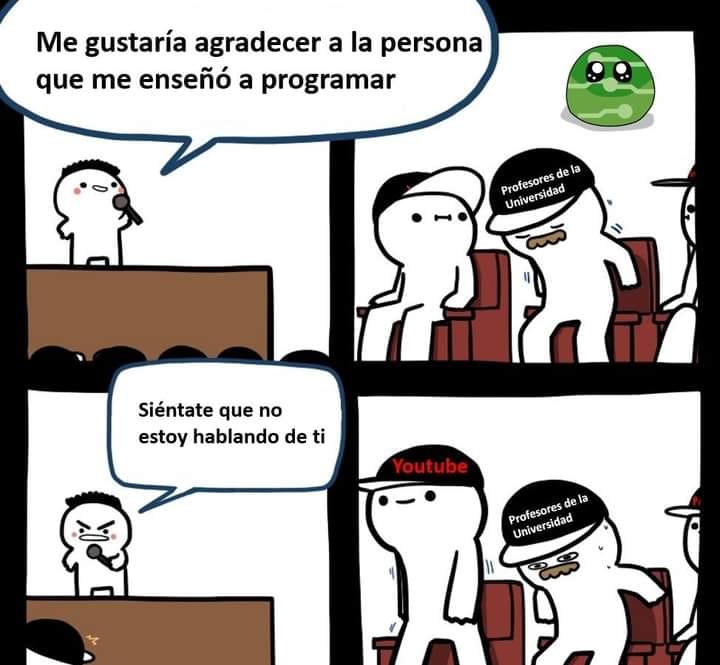 Me gustaría agradecer a la persona
que me enseñó a programar
Profesores de la
Universidad
Siéntate que no
estoy hablando de ti
Youtube
Profesores de la
Universidad